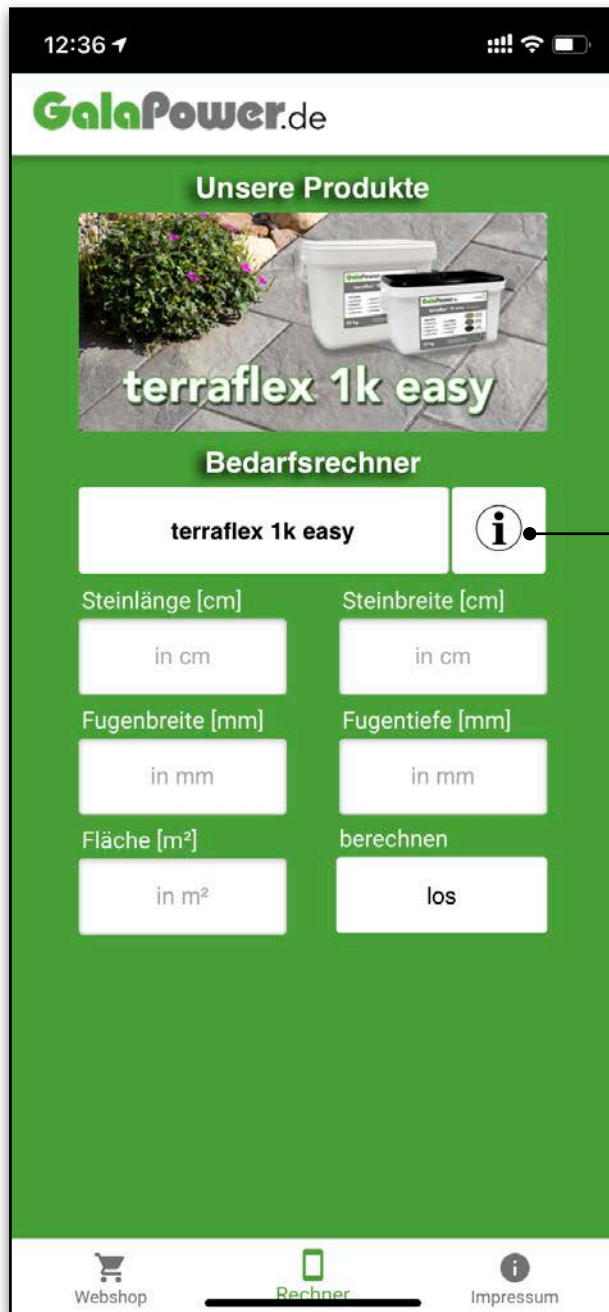 12:36
GalaPower.de
Unsere Produkte
terraflex 1k easy
Bedarfsrechner
terraflex 1k easy
i
Steinlänge [cm] Steinbreite [cm]
in cm in cm
Fugenbreite [mm] Fugentiefe [mm]
in mm in mm
Fläche [m²] berechnen
in m² los
Webshop Rechner Impressum